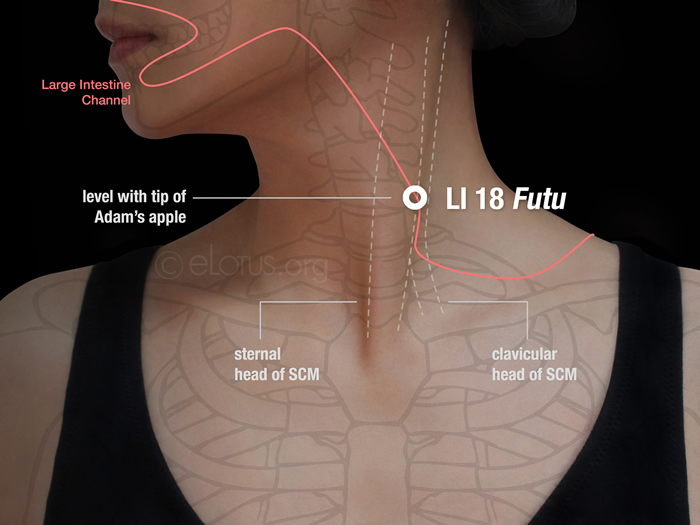 Large Intestine
Channel
level with tip of
Adam's apple
LI 18 Futu
© eLotus.org
sternal
head of SCM
clavicular
head of SCM